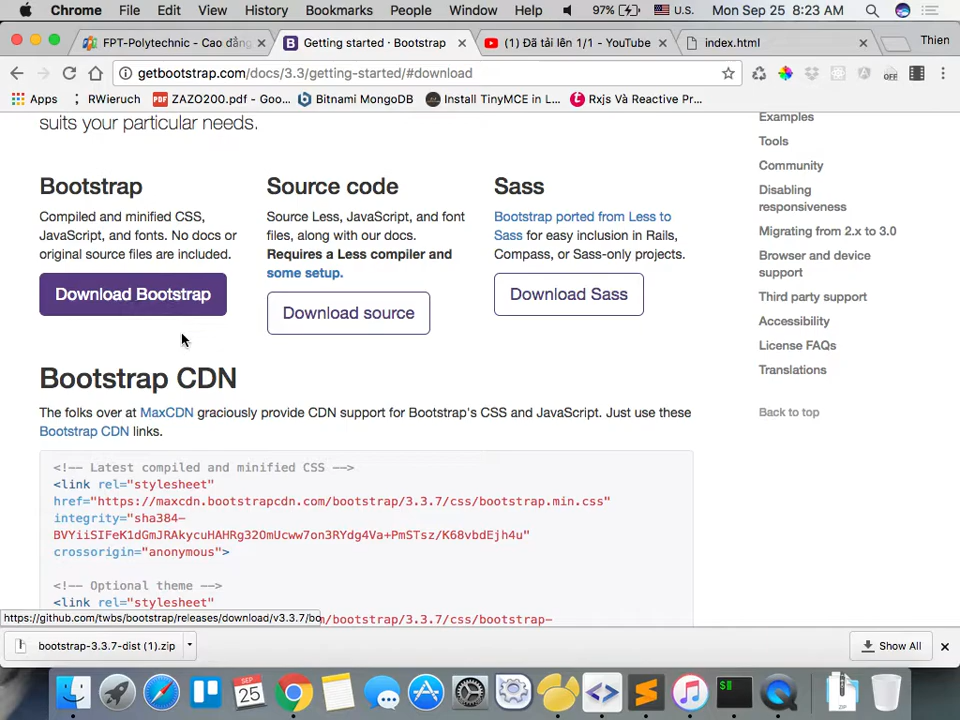 Chrome File Edit View History Bookmarks People Window Help 97% U.S. Mon Sep 25 8:23 AM
FPT-Polytechnic - Cao đẳng
Getting started · Bootstrap
(1) Đã tải lên 1/1 - YouTube
index.html
Thien
getbootstrap.com/docs/3.3/getting-started/#download
OFF
Apps RWieruch ZAZO200.pdf - Goo... Bitnami MongoDB Install TinyMCE in L... Rxjs Và Reactive Pr...
suits your particular needs.
Bootstrap
Compiled and minified CSS,
JavaScript, and fonts. No docs or
original source files are included.
Download Bootstrap
Source code
Source Less, JavaScript, and font
files, along with our docs.
Requires a Less compiler and
some setup.
Download source
Sass
Bootstrap ported from Less to
Sass for easy inclusion in Rails,
Compass, or Sass-only projects.
Download Sass
Examples
Tools
Community
Disabling
responsiveness
Migrating from 2.x to 3.0
Browser and device
support
Third party support
Accessibility
License FAQs
Translations
Back to top
Bootstrap CDN
The folks over at MaxCDN graciously provide CDN support for Bootstrap's CSS and JavaScript. Just use these
Bootstrap CDN links.
<!-- Latest compiled and minified CSS -->
<link rel="stylesheet"
href="https://maxcdn.bootstrapcdn.com/bootstrap/3.3.7/css/bootstrap.min.css"
integrity="sha384-
BVYiiSIFeK1dGmJRAkycuHAHRg32OmUcww7on3RYdg4Va+PmSTsz/K68vbdEjh4u"
crossorigin="anonymous">
<!-- Optional theme -->
<link rel="stylesheet"
https://github.com/twbs/bootstrap/releases/download/v3.3.7/bo
m/bootstrap/3.3.7/css/bootstrap-
bootstrap-3.3.7-dist (1).zip
Show All
SEP
25
ZIP